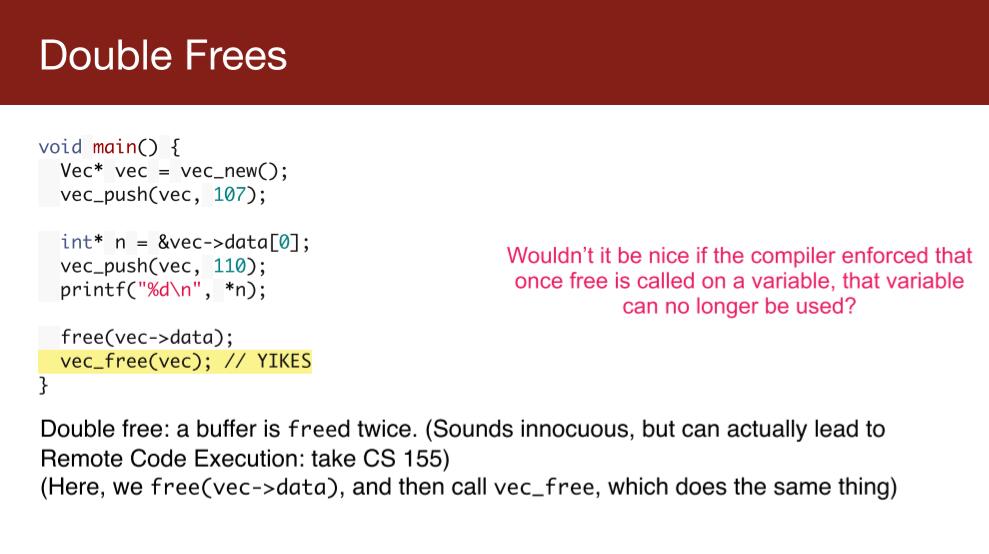 Double Frees
void main() {
Vec* vec = vec_new();
vec_push(vec, 107);
int* n = &vec->data[0];
vec_push(vec, 110);
printf("%d\n", *n);
free(vec->data);
vec_free(vec); // YIKES
}
Wouldn't it be nice if the compiler enforced that
once free is called on a variable, that variable
can no longer be used?
Double free: a buffer is freed twice. (Sounds innocuous, but can actually lead to
Remote Code Execution: take CS 155)
(Here, we free(vec->data), and then call vec_free, which does the same thing)